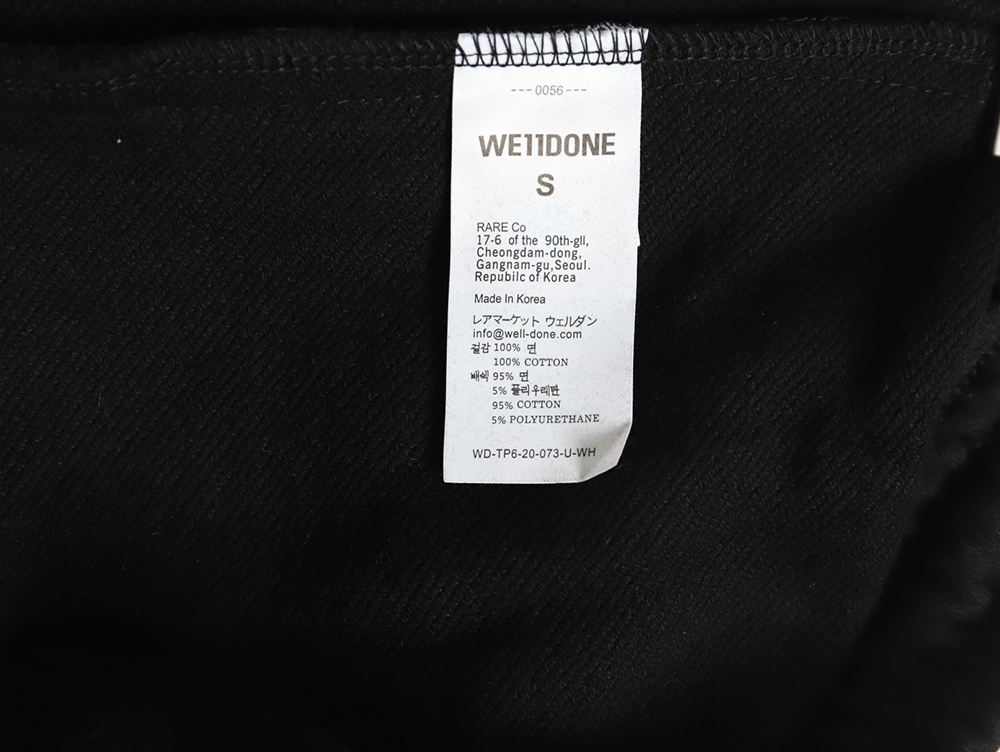 ---0056---
WE11DONE
S
RARE Co
17-6 of the 90th-gil,
Cheongdam-dong,
Gangnam-gu,Seoul.
Repubilc of Korea
Made In Korea
レアマーケット ウェルダン
info@well-done.com
겉감 100% 면
100% COTTON
배색 95% 면
5% 폴리우레탄
95% COTTON
5% POLYURETHANE
WD-TP6-20-073-U-WH